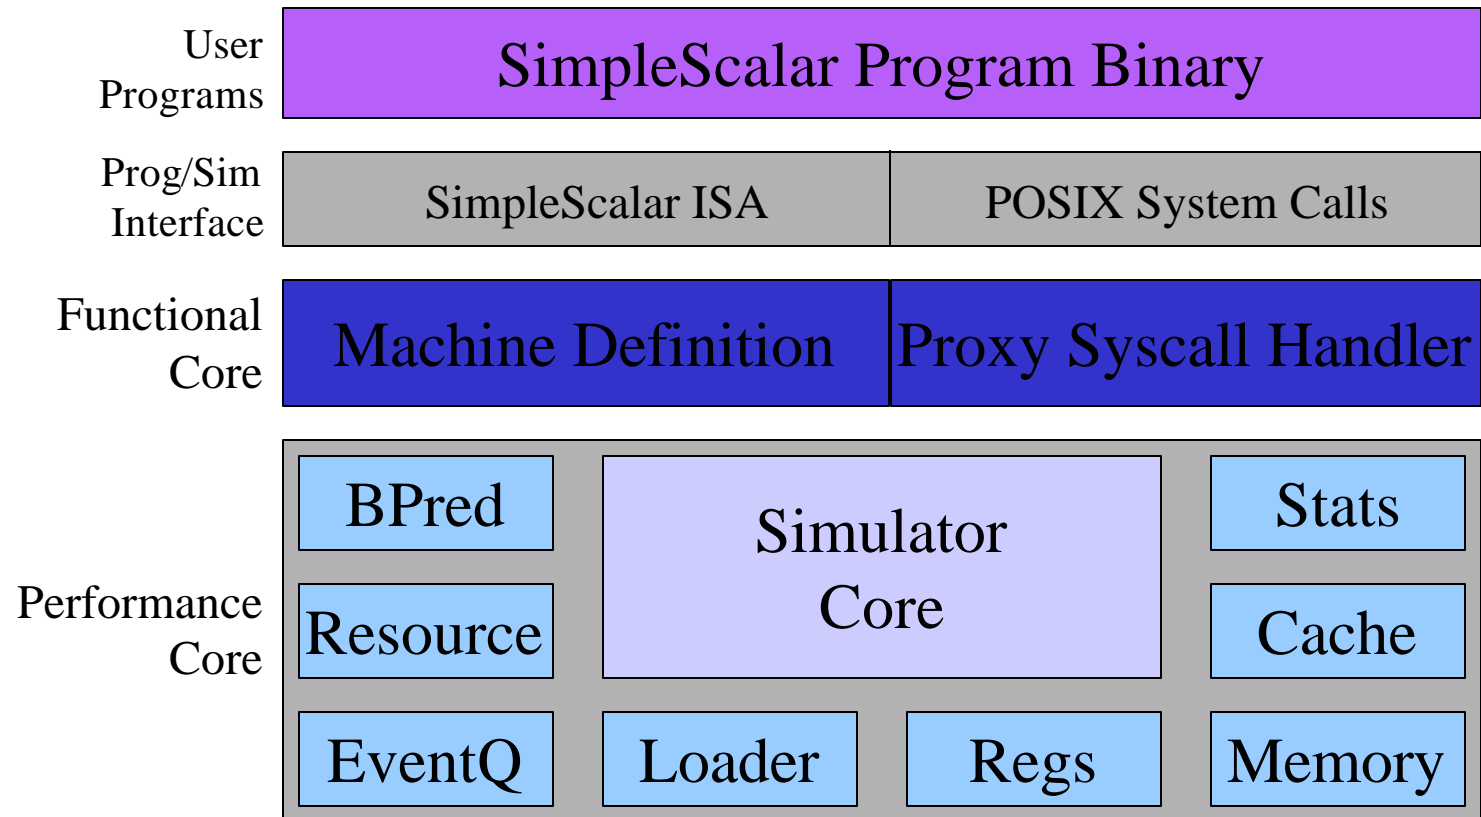 User
Programs
SimpleScalar Program Binary
Prog/Sim
Interface
SimpleScalar ISA
POSIX System Calls
Functional
Core
Machine Definition
Proxy Syscall Handler
Performance
Core
BPred
Simulator
Core
Stats
Resource
Cache
EventQ
Loader
Regs
Memory